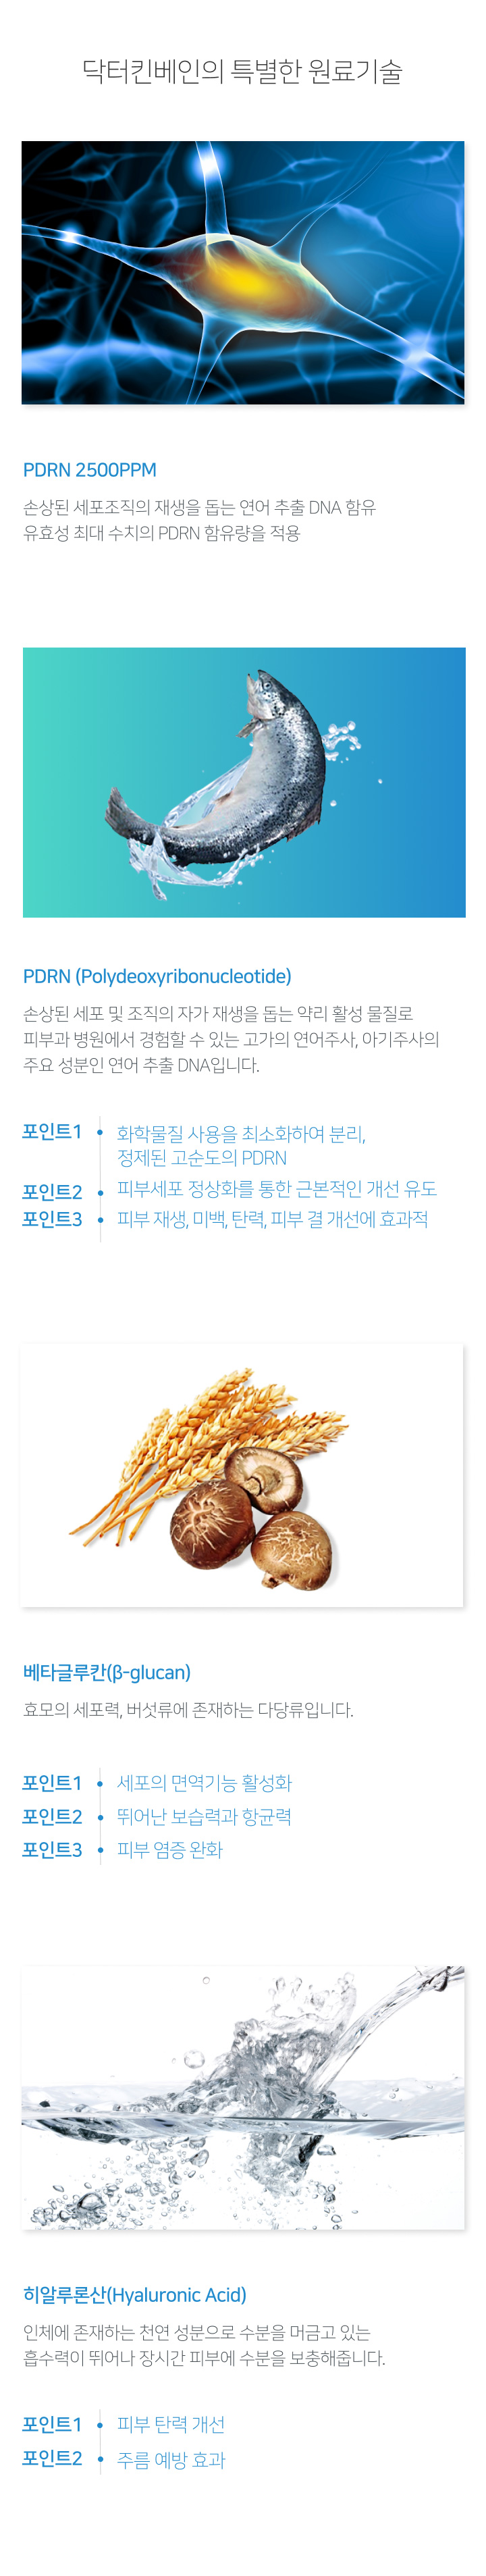 닥터킨베인의 특별한 원료기술
PDRN 2500PPM
손상된 세포조직의 재생을 돕는 연어 추출 DNA 함유
유효성 최대 수치의 PDRN 함유량을 적용
PDRN (Polydeoxyribonucleotide)
손상된 세포 및 조직의 자가 재생을 돕는 약리 활성 물질로
피부과 병원에서 경험할 수 있는 고가의 연어주사, 아기주사의
주요 성분인 연어 추출 DNA입니다.
포인트1 • 화학물질 사용을 최소화하여 분리,
정제된 고순도의 PDRN
포인트2 • 피부세포 정상화를 통한 근본적인 개선 유도
포인트3 • 피부 재생, 미백, 탄력, 피부 결 개선에 효과적
베타글루칸(β-glucan)
효모의 세포력, 버섯류에 존재하는 다당류입니다.
포인트1 • 세포의 면역기능 활성화
포인트2 • 뛰어난 보습력과 항균력
포인트3 • 피부 염증 완화
히알루론산(Hyaluronic Acid)
인체에 존재하는 천연 성분으로 수분을 머금고 있는
흡수력이 뛰어나 장시간 피부에 수분을 보충해줍니다.
포인트1 • 피부 탄력 개선
포인트2 • 주름 예방 효과